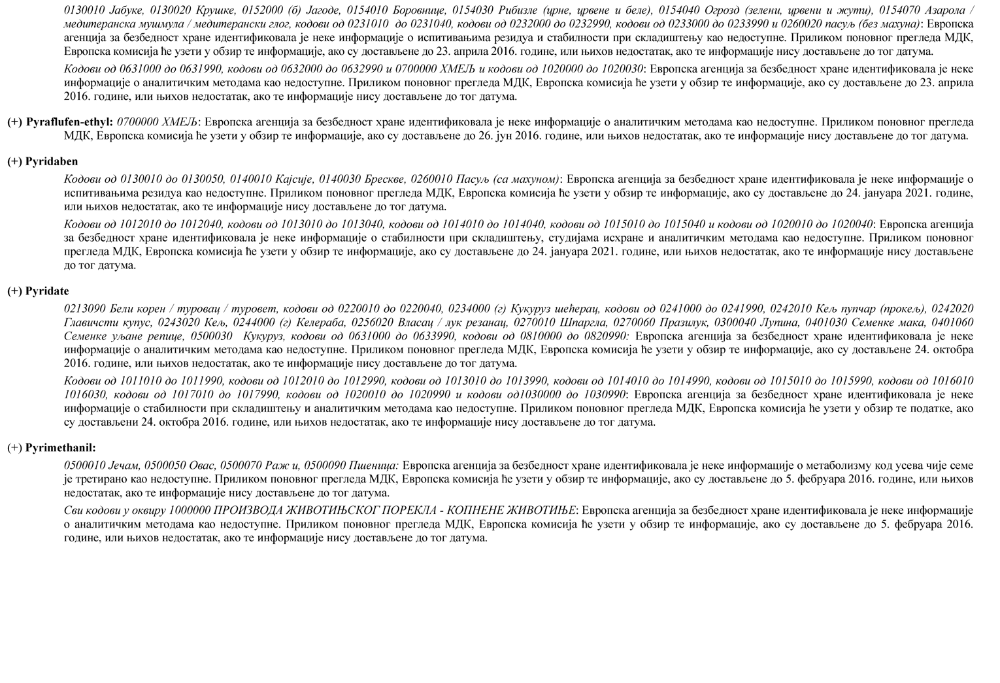 0130010 Јабуке, 0130020 Крушке, 0152000 (б) Јагоде, 0154010 Боровнице, 0154030 Рибизле (црне, црвене и беле), 0154040 Огрозд (зелени, црвени и жути), 0154070 Азарола /
медитеранска мушмула / медитерански глог, кодови од 0231010 до 0231040, кодови од 0232000 до 0232990, кодови од 0233000 до 0233990 и 0260020 пасуљ (без махуна): Европска
агенција за безбедност хране идентификовала је неке информације о испитивањима резидуа и стабилности при складиштењу као недоступне. Приликом поновног прегледа МДК,
Европска комисија ће узети у обзир те информације, ако су достављене до 23. априла 2016. године, или њихов недостатак, ако те информације нису достављене до тог датума.
Кодови од 0631000 до 0631990, кодови од 0632000 до 0632990 и 0700000 ХМЕЉ и кодови од 1020000 до 1020030: Европска агенција за безбедност хране идентификовала је неке
информације о аналитичким методама као недоступне. Приликом поновног прегледа МДК, Европска комисија ће узети у обзир те информације, ако су достављене до 23. априла
2016. године, или њихов недостатак, ако те информације нису достављене до тог датума.
(+) Pyraflufen-ethyl: 0700000 ХМЕЉ: Европска агенција за безбедност хране идентификовала је неке информације о аналитичким методама као недоступне. Приликом поновног прегледа
МДК, Европска комисија ће узети у обзир те информације, ако су достављене до 26. јун 2016. године, или њихов недостатак, ако те информације нису достављене до тог датума.
(+) Pyridaben
Кодови од 0130010 до 0130050, 0140010 Кајсије, 0140030 Брескве, 0260010 Пасуљ (са махуном): Европска агенција за безбедност хране идентификовала је неке информације о
испитивањима резидуа као недоступне. Приликом поновног прегледа МДК, Европска комисија ће узети у обзир те информације, ако су достављене до 24. јануара 2021. године,
или њихов недостатак, ако те информације нису достављене до тог датума.
Кодови од 1012010 до 1012040, кодови од 1013010 до 1013040, кодови од 1014010 до 1014040, кодови од 1015010 до 1015040 и кодови од 1020010 до 1020040: Европска агенција
за безбедност хране идентификовала је неке информације о стабилности при складиштењу, студијама исхране и аналитичким методама као недоступне. Приликом поновног
прегледа МДК, Европска комисија ће узети у обзир те информације, ако су достављене до 24. јануара 2021. године, или њихов недостатак, ако те информације нису достављене
до тог датума.
(+) Pyridate
0213090 Бели корен / туровац / туровет, кодови од 0220010 до 0220040, 0234000 (г) Кукуруз шећерац, кодови од 0241000 до 0241990, 0242010 Кељ пупчар (прокељ), 0242020
Главичсти купус, 0243020 Кељ, 0244000 (г) Келераба, 0256020 Власац / лук резанац, 0270010 Шпаргла, 0270060 Празилук, 0300040 Лупина, 0401030 Семенке мака, 0401060
Семенке уљане репице, 0500030 Кукуруз, кодови од 0631000 до 0633990, кодови од 0810000 до 0820990: Европска агенција за безбедност хране идентификовала је неке
информације о аналитичким методама као недоступне. Приликом поновног прегледа МДК, Европска комисија ће узети у обзир те информације, ако су достављене 24. октобра
2016. године, или њихов недостатак, ако те информације нису достављене до тог датума.
Кодови од 1011010 до 1011990, кодови од 1012010 до 1012990, кодови од 1013010 до 1013990, кодови од 1014010 до 1014990, кодови од 1015010 до 1015990, кодови од 1016010
1016030, кодови од 1017010 до 1017990, кодови од 1020010 до 1020990 и кодови од1030000 до 1030990: Европска агенција за безбедност хране идентификовала је неке
информације о стабилности при складиштењу и аналитичким методама као недоступне. Приликом поновног прегледа МДК, Европска комисија ће узети у обзир те податке, ако
су достављени 24. октобра 2016. године, или њихов недостатак, ако те информације нису достављене до тог датума.
(+) Pyrimethanil:
0500010 Јечам, 0500050 Овас, 0500070 Раж и, 0500090 Пшеница: Европска агенција за безбедност хране идентификовала је неке информације о метаболизму код усева чије семе
је третирано као недоступне. Приликом поновног прегледа МДК, Европска комисија ће узети у обзир те информације, ако су достављене до 5. фебруара 2016. године, или њихов
недостатак, ако те информације нису достављене до тог датума.
Сви кодови у оквиру 1000000 ПРОИЗВОДА ЖИВОТИЊСКОГ ПОРЕКЛА - КОПНЕНЕ ЖИВОТИЊЕ: Европска агенција за безбедност хране идентификовала је неке информације
о аналитичким методама као недоступне. Приликом поновног прегледа МДК, Европска комисија ће узети у обзир те информације, ако су достављене до 5. фебруара 2016.
године, или њихов недостатак, ако те информације нису достављене до тог датума.